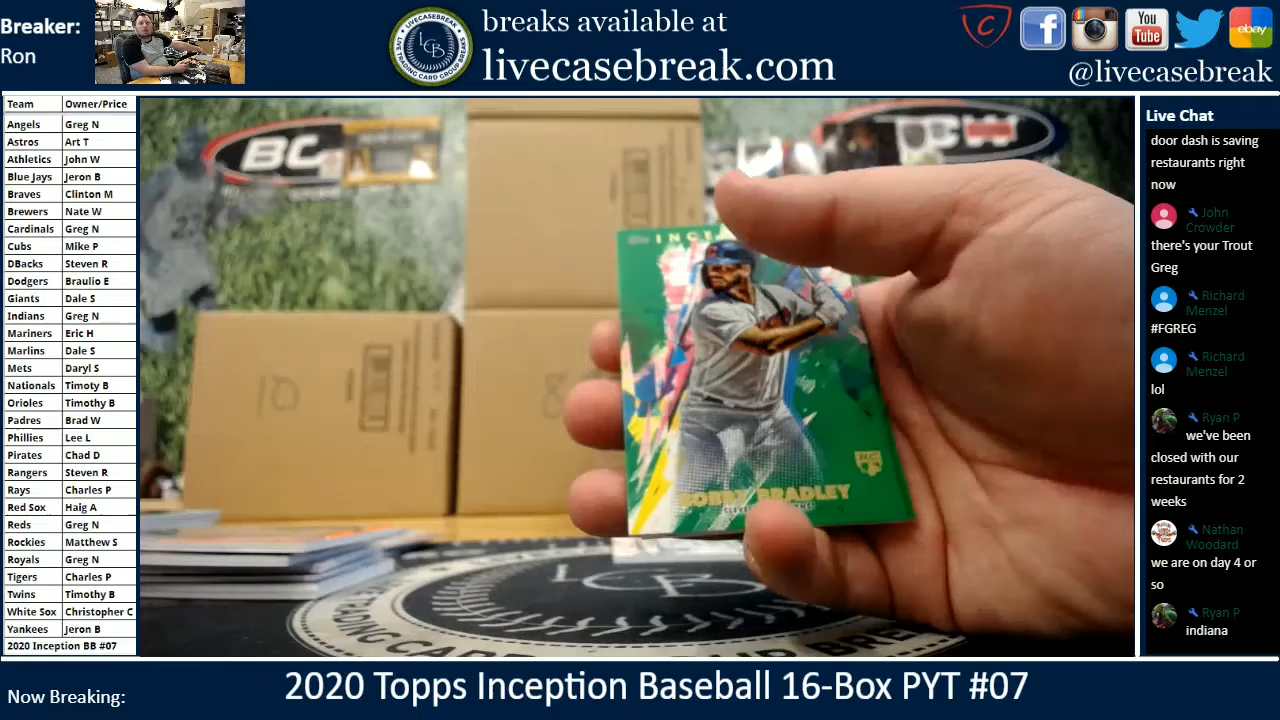 Breaker:
Ron
LCB
breaks available at
livecasebreak.com
@livecasebreak
You
Tube
ebay
Team Owner/Price
Angels Greg N
Astros Art T
Athletics John W
Blue Jays Jeron B
Braves Clinton M
Brewers Nate W
Cardinals Greg N
Cubs Mike P
DBacks Steven R
Dodgers Braulio E
Giants Dale S
Indians Greg N
Mariners Eric H
Marlins Dale S
Mets Daryl S
Nationals Timoty B
Orioles Timothy B
Padres Brad W
Phillies Lee L
Pirates Chad D
Rangers Steven R
Rays Charles P
Red Sox Haig A
Reds Greg N
Rockies Matthew S
Royals Greg N
Tigers Charles P
Twins Timothy B
White Sox Christopher C
Yankees Jeron B
2020 Inception BB #07
BC
RC
BOBBY BRADLEY
LCB
Live Chat
door dash is saving
restaurants right
now
John
Crowder
there's your Trout
Greg
Richard
Menzel
#FGREG
Richard
Menzel
lol
Ryan P
we've been
closed with our
restaurants for 2
weeks
Nathan
Woodard
we are on day 4 or
so
Ryan P
indiana
Now Breaking:
2020 Topps Inception Baseball 16-Box PYT #07